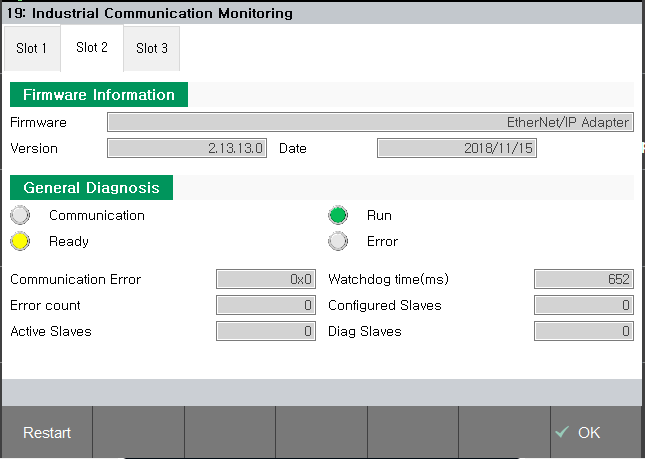 19: Industrial Communication Monitoring
Slot 1 Slot 2 Slot 3
Firmware Information
Firmware EtherNet/IP Adapter
Version 2.13.13.0 Date 2018/11/15
General Diagnosis
Communication Run
Ready Error
Communication Error 0x0 Watchdog time(ms) 652
Error count 0 Configured Slaves 0
Active Slaves 0 Diag Slaves 0
Restart OK